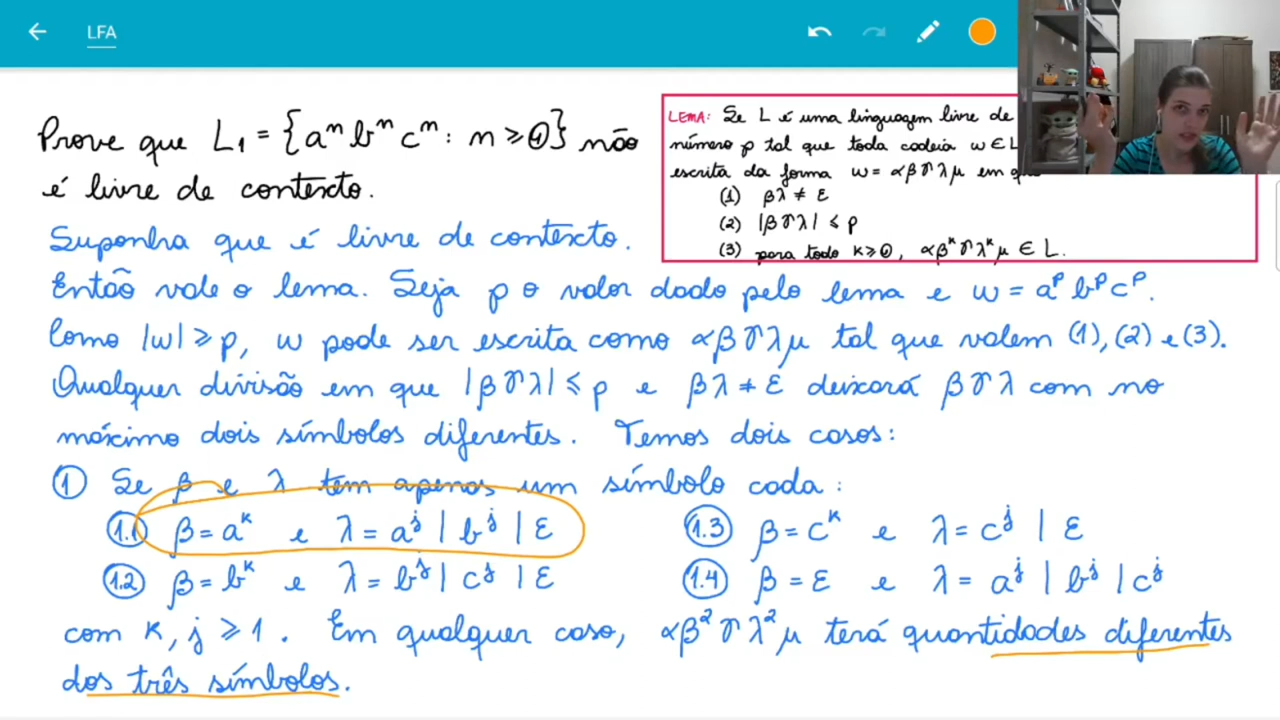 LFA
Prove que L₁ = {aⁿ bⁿ cⁿ : n ≥ 0} não
é livre de contexto.
LEMA: Se L é uma linguagem livre de
número p tal que toda cadeia w ∈ L
escrita da forma w = αβγλμ em
(1) βλ ≠ ε
(2) |βγλ| ≤ p
(3) para todo k ≥ 0, αβᵏγλᵏμ ∈ L.
Suponha que é livre de contexto.
Então vale o lema. Seja p o valor dado pelo lema e w = aᵖ bᵖ cᵖ.
Como |w| ≥ p, w pode ser escrita como αβγλμ tal que valem (1), (2) e (3).
Qualquer divisão em que |βγλ| ≤ p e βλ ≠ ε deixará βγλ com no
máximo dois símbolos diferentes. Temos dois casos:
① Se β e λ tem apenas um símbolo cada:
1.1 β = aᵏ e λ = aʲ | bʲ | ε
1.2 β = bᵏ e λ = bʲ | cʲ | ε
1.3 β = cᵏ e λ = cʲ | ε
1.4 β = ε e λ = aʲ | bʲ | cʲ
com k, j ≥ 1. Em qualquer caso, αβ²γλ²μ terá quantidades diferentes
dos três símbolos.